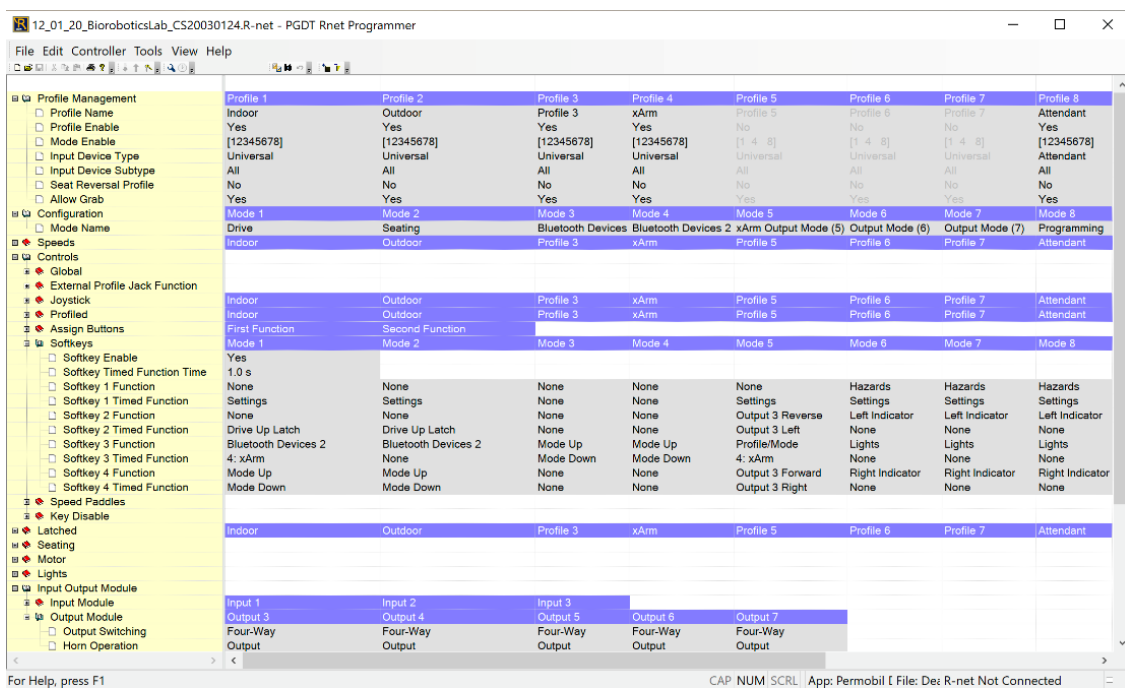 12_01_20_BioroboticsLab_CS20030124.R-net - PGDT Rnet Programmer
File Edit Controller Tools View Help
Profile Management Profile 1 Profile 2 Profile 3 Profile 4 Profile 5 Profile 6 Profile 7 Profile 8
Profile Name Indoor Outdoor Profile 3 xArm Profile 5 Profile 6 Profile 7 Attendant
Profile Enable Yes Yes Yes Yes No No No Yes
Mode Enable [12345678] [12345678] [12345678] [12345678] [1 4 8] [1 4 8] [1 4 8] [12345678]
Input Device Type Universal Universal Universal Universal Universal Universal Universal Attendant
Input Device Subtype All All All All All All All All
Seat Reversal Profile No No No No No No No No
Allow Grab Yes Yes Yes Yes Yes Yes Yes Yes
Configuration Mode 1 Mode 2 Mode 3 Mode 4 Mode 5 Mode 6 Mode 7 Mode 8
Mode Name Drive Seating Bluetooth Devices Bluetooth Devices 2 xArm Output Mode (5) Output Mode (6) Output Mode (7) Programming
Speeds Indoor Outdoor Profile 3 xArm Profile 5 Profile 6 Profile 7 Attendant
Controls
Global
External Profile Jack Function
Joystick Indoor Outdoor Profile 3 xArm Profile 5 Profile 6 Profile 7 Attendant
Profiled Indoor Outdoor Profile 3 xArm Profile 5 Profile 6 Profile 7 Attendant
Assign Buttons First Function Second Function
Softkeys Mode 1 Mode 2 Mode 3 Mode 4 Mode 5 Mode 6 Mode 7 Mode 8
Softkey Enable Yes
Softkey Timed Function Time 1.0 s
Softkey 1 Function None None None None None Hazards Hazards Hazards
Softkey 1 Timed Function Settings Settings None None Settings Settings Settings Settings
Softkey 2 Function None None None None Output 3 Reverse Left Indicator Left Indicator Left Indicator
Softkey 2 Timed Function Drive Up Latch Drive Up Latch None None Output 3 Left None None None
Softkey 3 Function Bluetooth Devices 2 Bluetooth Devices 2 Mode Up Mode Up Profile/Mode Lights Lights Lights
Softkey 3 Timed Function 4: xArm None Mode Down Mode Down 4: xArm None None None
Softkey 4 Function Mode Up Mode Up None None Output 3 Forward Right Indicator Right Indicator Right Indicator
Softkey 4 Timed Function Mode Down Mode Down None None Output 3 Right None None None
Speed Paddles
Key Disable
Latched Indoor Outdoor Profile 3 xArm Profile 5 Profile 6 Profile 7 Attendant
Seating
Motor
Lights
Input Output Module
Input Module Input 1 Input 2 Input 3
Output Module Output 3 Output 4 Output 5 Output 6 Output 7
Output Switching Four-Way Four-Way Four-Way Four-Way Four-Way
Horn Operation Output Output Output Output Output
For Help, press F1 CAP NUM SCRL App: Permobil [ File: Dea R-net Not Connected